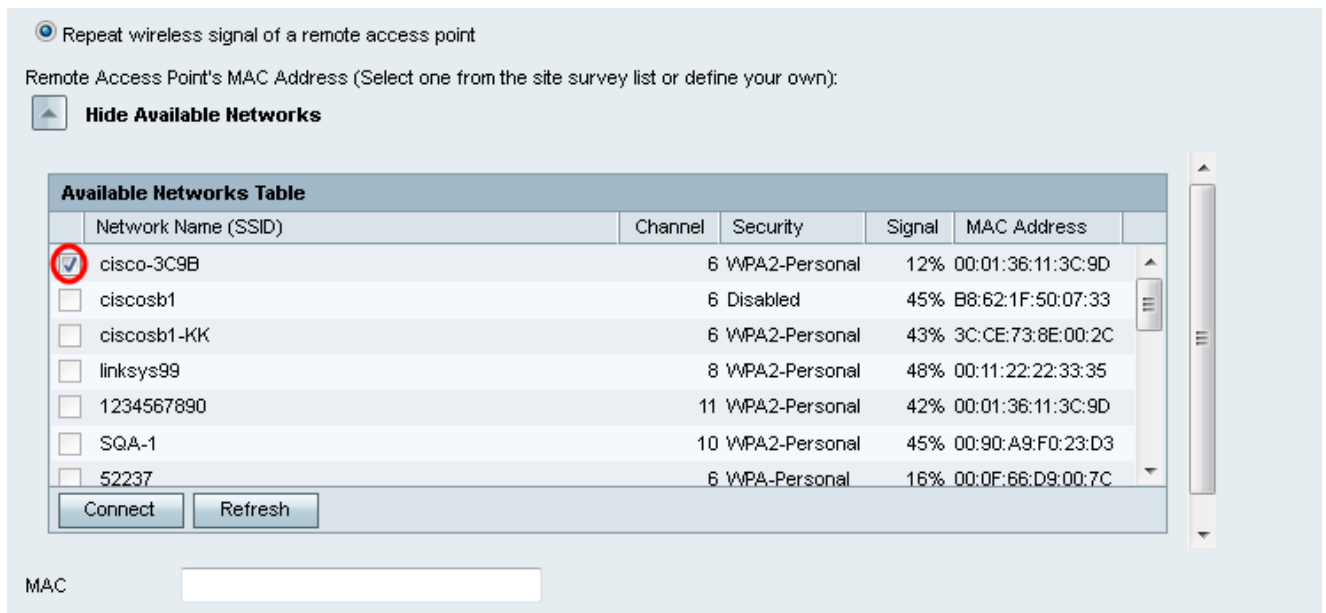 Repeat wireless signal of a remote access point
Remote Access Point's MAC Address (Select one from the site survey list or define your own):
Hide Available Networks
Available Networks Table
Network Name (SSID) Channel Security Signal MAC Address
cisco-3C9B 6 WPA2-Personal 12% 00:01:36:11:3C:9D
ciscosb1 6 Disabled 45% B8:62:1F:50:07:33
ciscosb1-KK 6 WPA2-Personal 43% 3C:CE:73:8E:00:2C
linksys99 8 WPA2-Personal 48% 00:11:22:22:33:35
1234567890 11 WPA2-Personal 42% 00:01:36:11:3C:9D
SQA-1 10 WPA2-Personal 45% 00:90:A9:F0:23:D3
52237 6 WPA-Personal 16% 00:0F:66:D9:00:7C
Connect Refresh
MAC